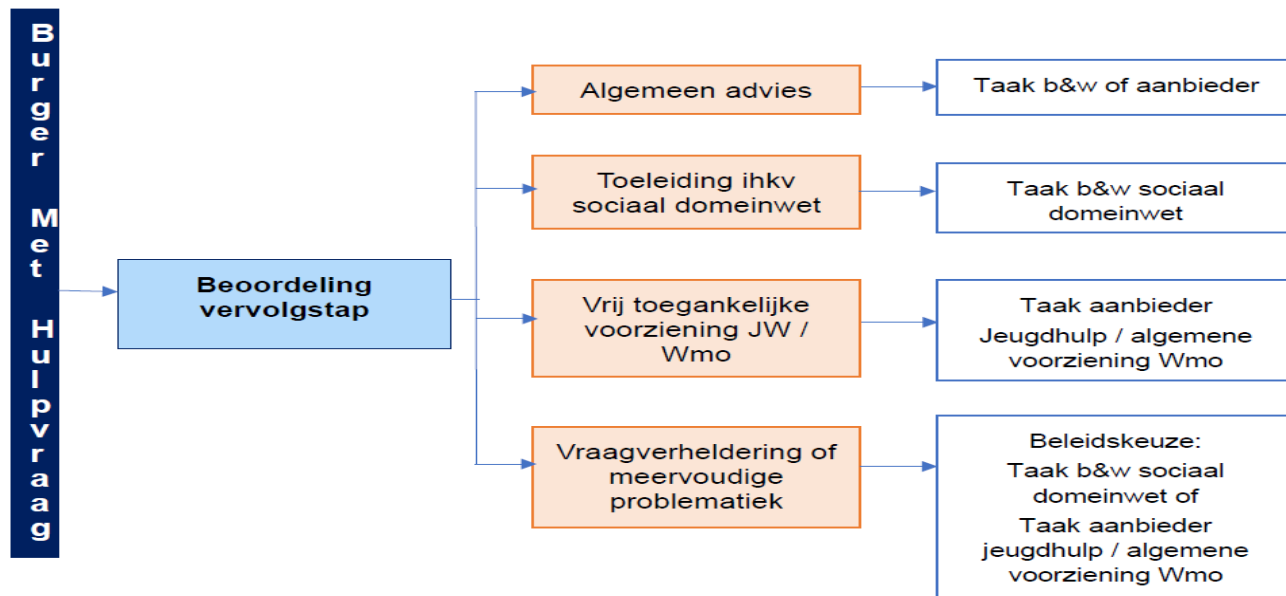 Burger Met Hulpvraag
Beoordeling
vervolgstap
Algemeen advies
Taak b&w of aanbieder
Toeleiding ihkv
sociaal domeinwet
Taak b&w sociaal
domeinwet
Vrij toegankelijke
voorziening JW /
Wmo
Taak aanbieder
Jeugdhulp / algemene
voorziening Wmo
Vraagverheldering of
meervoudige
problematiek
Beleidskeuze:
Taak b&w sociaal
domeinwet of
Taak aanbieder
jeugdhulp / algemene
voorziening Wmo